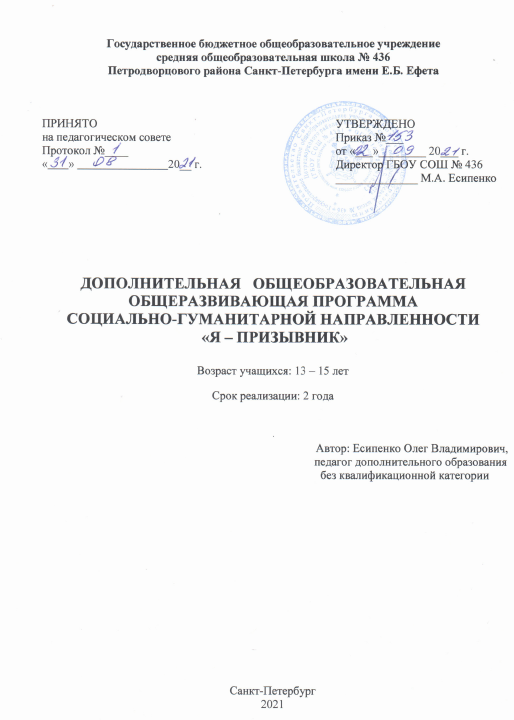 Государственное бюджетное общеобразовательное учреждение
средняя общеобразовательная школа № 436
Петродворцового района Санкт-Петербурга имени Е.Б. Ефета
ПРИНЯТО
на педагогическом совете
Протокол № 1
«31» 08 2021 г.
УТВЕРЖДЕНО
Приказ № 153
от «02» 09 2021 г.
Директор ГБОУ СОШ № 436
М.А. Есипенко
ДОПОЛНИТЕЛЬНАЯ ОБЩЕОБРАЗОВАТЕЛЬНАЯ
ОБЩЕРАЗВИВАЮЩАЯ ПРОГРАММА
СОЦИАЛЬНО-ГУМАНИТАРНОЙ НАПРАВЛЕННОСТИ
«Я – ПРИЗЫВНИК»
Возраст учащихся: 13 – 15 лет
Срок реализации: 2 года
Автор: Есипенко Олег Владимирович,
педагог дополнительного образования
без квалификационной категории
Санкт-Петербург
2021